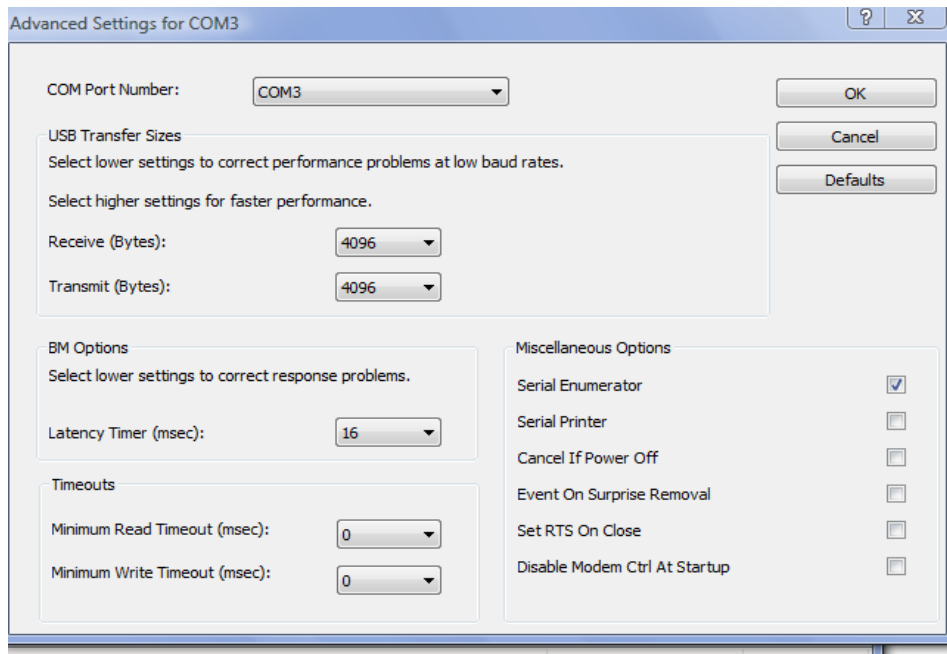 Advanced Settings for COM3
COM Port Number: COM3
OK
USB Transfer Sizes
Cancel
Select lower settings to correct performance problems at low baud rates.
Defaults
Select higher settings for faster performance.
Receive (Bytes): 4096
Transmit (Bytes): 4096
BM Options
Select lower settings to correct response problems.
Latency Timer (msec): 16
Timeouts
Minimum Read Timeout (msec): 0
Minimum Write Timeout (msec): 0
Miscellaneous Options
Serial Enumerator
Serial Printer
Cancel If Power Off
Event On Surprise Removal
Set RTS On Close
Disable Modem Ctrl At Startup